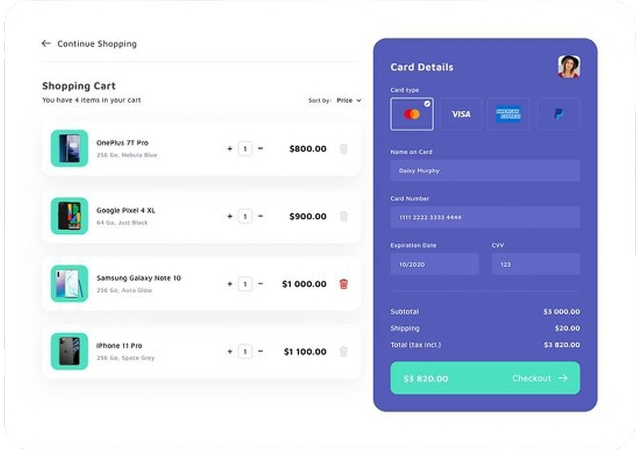 ← Continue Shopping
Shopping Cart
You have 4 items in your cart
Sort by: Price
OnePlus 7T Pro
256 Go, Nebula Blue
+ 1 − $800.00
Google Pixel 4 XL
64 Go, Just Black
+ 1 − $900.00
Samsung Galaxy Note 10
256 Go, Aura Glow
+ 1 − $1 000.00
iPhone 11 Pro
256 Go, Space Grey
+ 1 − $1 100.00
Card Details
Card type
VISA
AMERICAN EXPRESS
Name on Card
Daisy Murphy
Card Number
1111 2222 3333 4444
Expiration Date
10/2020
CVV
123
Subtotal $3 000.00
Shipping $20.00
Total (tax incl.) $3 820.00
$3 820.00 Checkout →